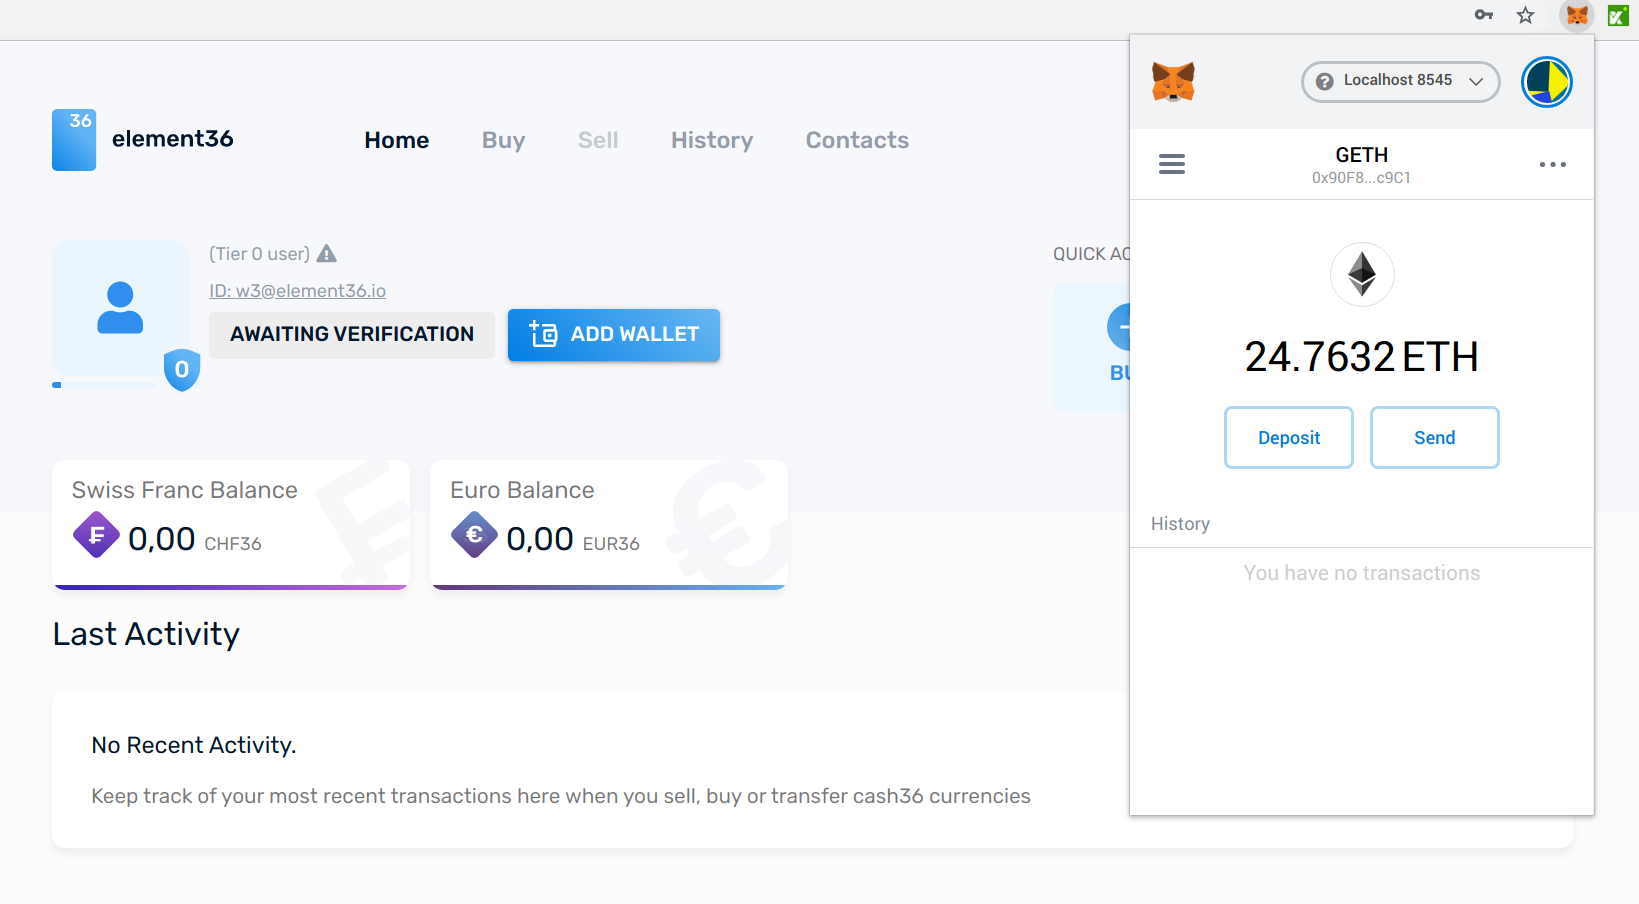 36
element36
Home Buy Sell History Contacts
(Tier 0 user)
ID: w3@element36.io
AWAITING VERIFICATION
ADD WALLET
0
QUICK AC
BU
Swiss Franc Balance
0,00 CHF36
Euro Balance
€ 0,00 EUR36
Last Activity
No Recent Activity.
Keep track of your most recent transactions here when you sell, buy or transfer cash36 currencies
Localhost 8545
GETH
0x90F8...c9C1
24.7632 ETH
Deposit
Send
History
You have no transactions